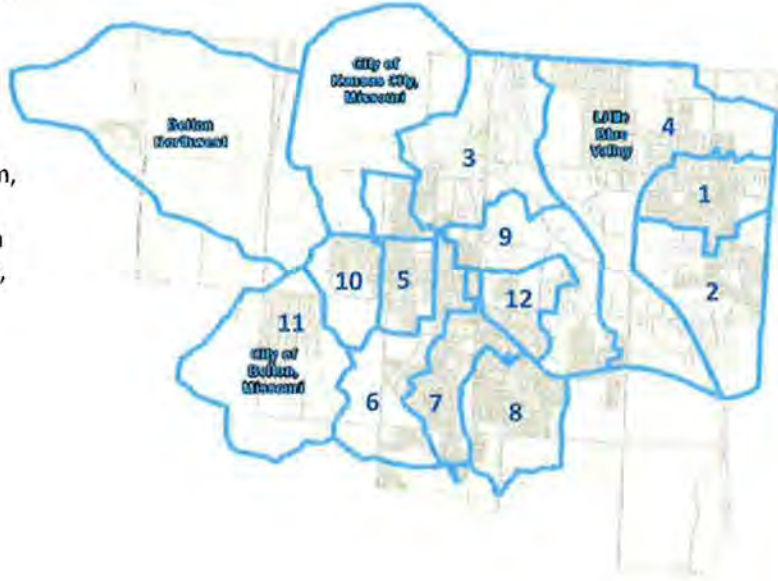 City of
Kansas City,
Missouri
Belton
Northwest
Little
Blue
Valley
4
3
1
9
10
5
12
2
11
City of
Belton,
Missouri
6
7
8